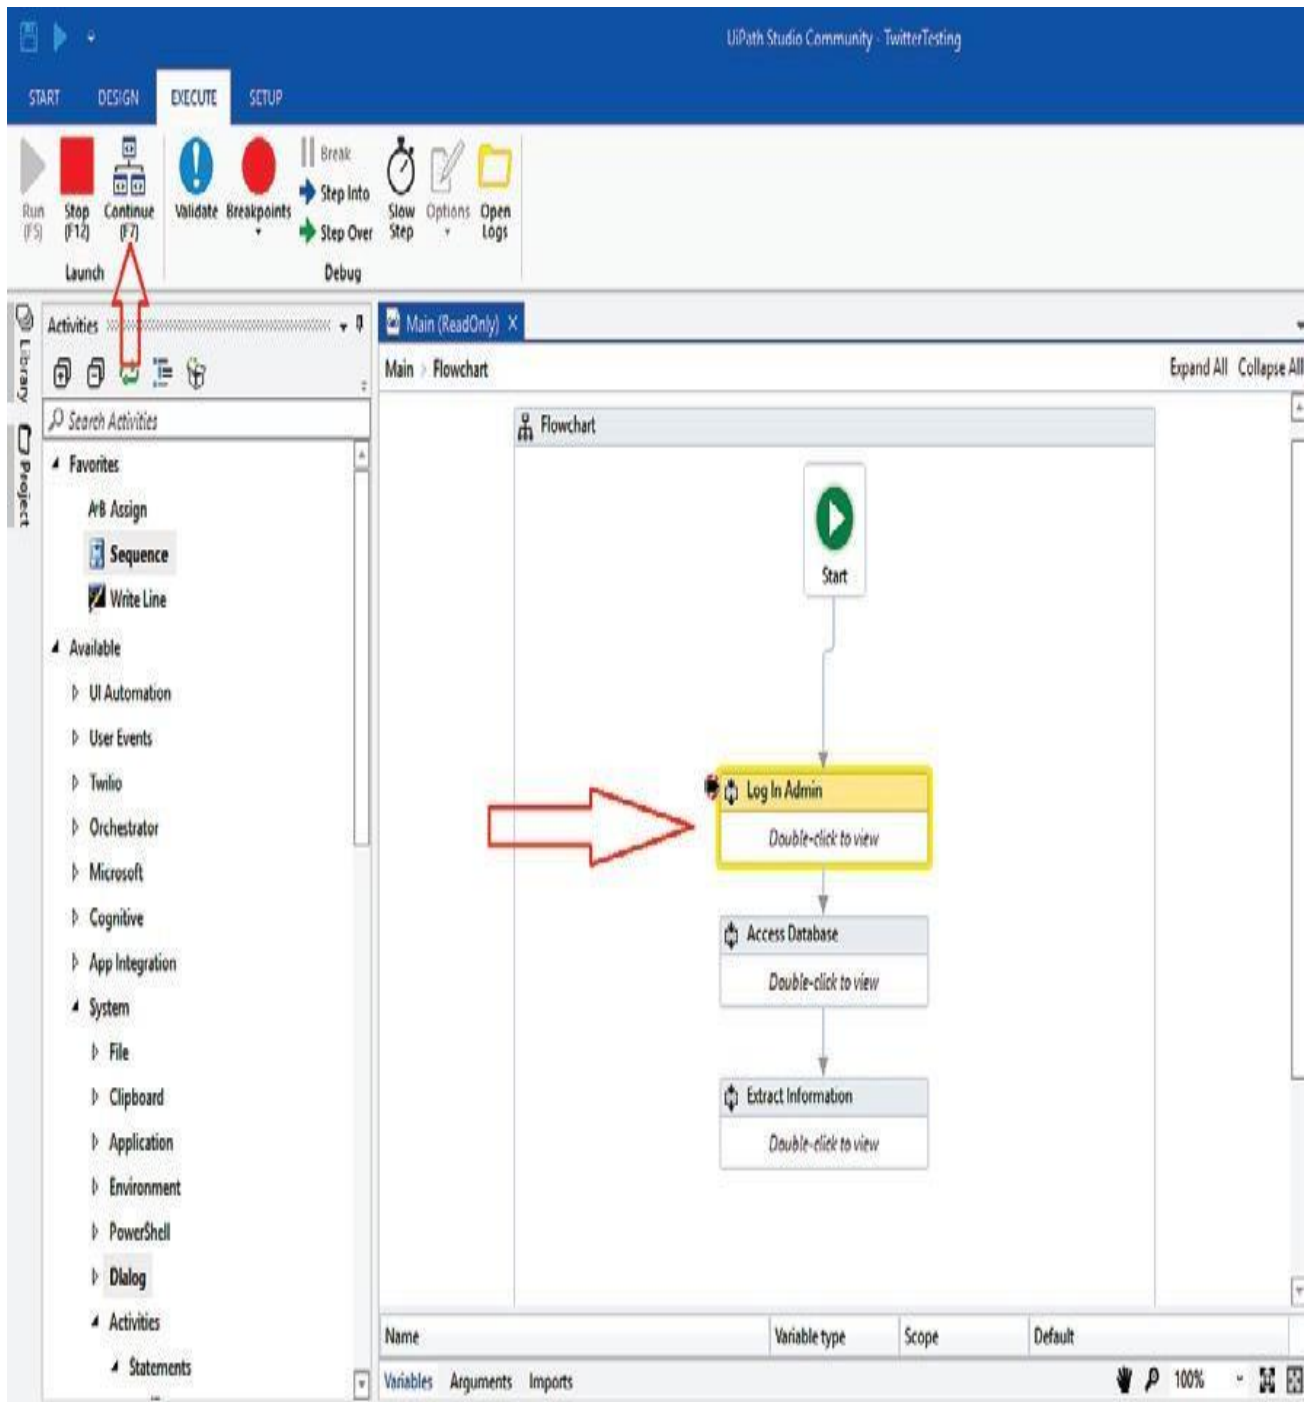 UiPath Studio Community - TwitterTesting
START DESIGN EXECUTE SETUP
Run (F5)
Stop (F12)
Continue (F7)
Launch
Validate
Breakpoints
Break
Step Into
Step Over
Slow Step
Options
Open Logs
Debug
Library
Project
Activities
Search Activities
Favorites
A+B Assign
Sequence
Write Line
Available
UI Automation
User Events
Twilio
Orchestrator
Microsoft
Cognitive
App Integration
System
File
Clipboard
Application
Environment
PowerShell
Dialog
Activities
Statements
Main (ReadOnly)
Main > Flowchart
Expand All Collapse All
Flowchart
Start
Log In Admin
Double-click to view
Access Database
Double-click to view
Extract Information
Double-click to view
Name Variable type Scope Default
Variables Arguments Imports
100%